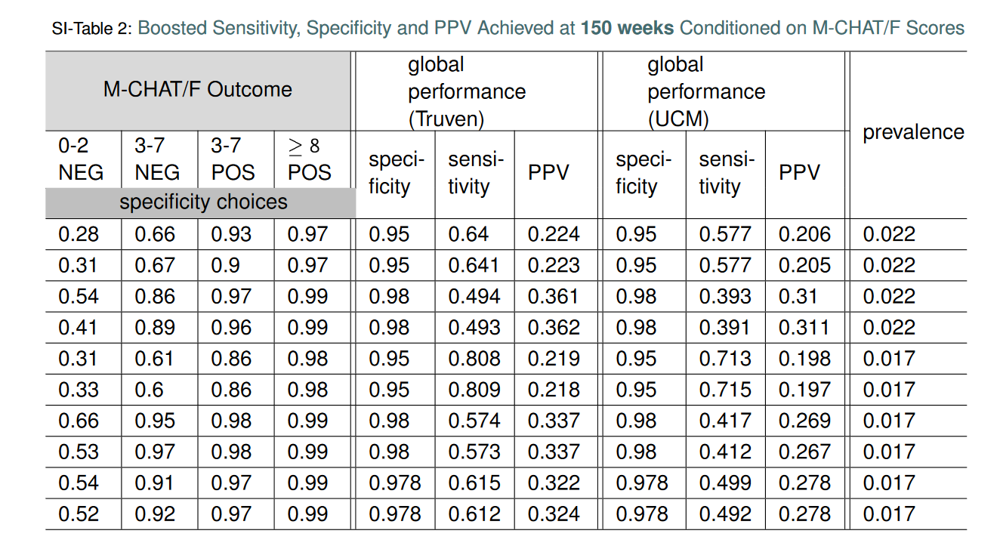 SI-Table 2: Boosted Sensitivity, Specificity and PPV Achieved at 150 weeks Conditioned on M-CHAT/F Scores
M-CHAT/F Outcome
global performance (Truven)
global performance (UCM)
prevalence
0-2 NEG
3-7 NEG
3-7 POS
≥ 8 POS
speci-ficity
sensi-tivity
PPV
speci-ficity
sensi-tivity
PPV
specificity choices
0.28 0.66 0.93 0.97 0.95 0.64 0.224 0.95 0.577 0.206 0.022
0.31 0.67 0.9 0.97 0.95 0.641 0.223 0.95 0.577 0.205 0.022
0.54 0.86 0.97 0.99 0.98 0.494 0.361 0.98 0.393 0.31 0.022
0.41 0.89 0.96 0.99 0.98 0.493 0.362 0.98 0.391 0.311 0.022
0.31 0.61 0.86 0.98 0.95 0.808 0.219 0.95 0.713 0.198 0.017
0.33 0.6 0.86 0.98 0.95 0.809 0.218 0.95 0.715 0.197 0.017
0.66 0.95 0.98 0.99 0.98 0.574 0.337 0.98 0.417 0.269 0.017
0.53 0.97 0.98 0.99 0.98 0.573 0.337 0.98 0.412 0.267 0.017
0.54 0.91 0.97 0.99 0.978 0.615 0.322 0.978 0.499 0.278 0.017
0.52 0.92 0.97 0.99 0.978 0.612 0.324 0.978 0.492 0.278 0.017